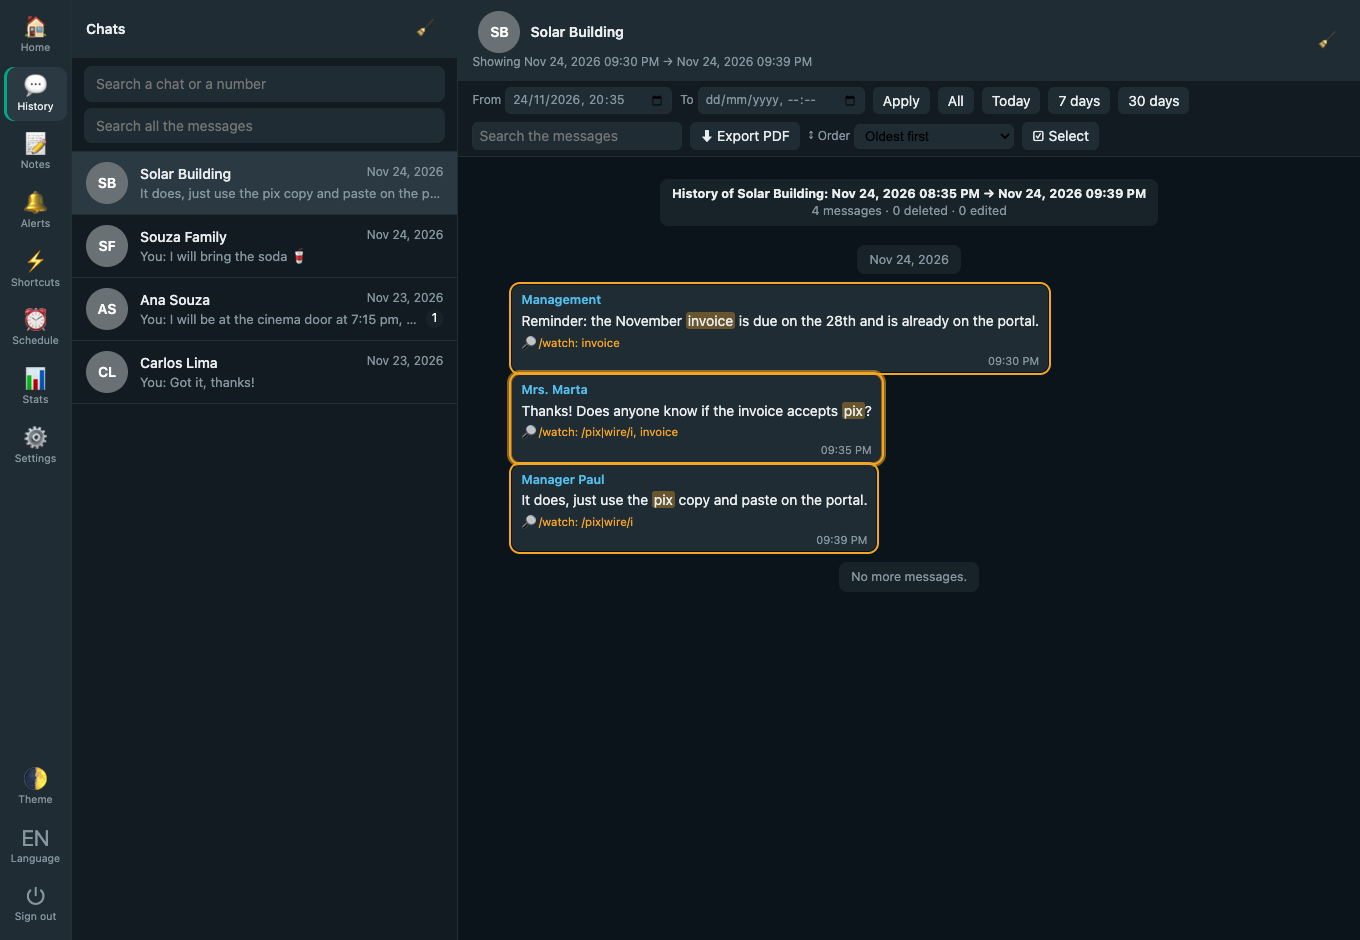 Home
History
Notes
Alerts
Shortcuts
Schedule
Stats
Settings
Theme
EN
Language
Sign out
Chats
Search a chat or a number
Search all the messages
SB
Solar Building
Nov 24, 2026
It does, just use the pix copy and paste on the p...
SF
Souza Family
Nov 24, 2026
You: I will bring the soda
AS
Ana Souza
Nov 23, 2026
You: I will be at the cinema door at 7:15 pm, ...
1
CL
Carlos Lima
Nov 23, 2026
You: Got it, thanks!
SB
Solar Building
Showing Nov 24, 2026 09:30 PM → Nov 24, 2026 09:39 PM
From 24/11/2026, 20:35 To dd/mm/yyyy, --:-- Apply All Today 7 days 30 days
Search the messages Export PDF Order Oldest first Select
History of Solar Building: Nov 24, 2026 08:35 PM → Nov 24, 2026 09:39 PM
4 messages · 0 deleted · 0 edited
Nov 24, 2026
Management
Reminder: the November invoice is due on the 28th and is already on the portal.
/watch: invoice
09:30 PM
Mrs. Marta
Thanks! Does anyone know if the invoice accepts pix?
/watch: /pix|wire/i, invoice
09:35 PM
Manager Paul
It does, just use the pix copy and paste on the portal.
/watch: /pix|wire/i
09:39 PM
No more messages.